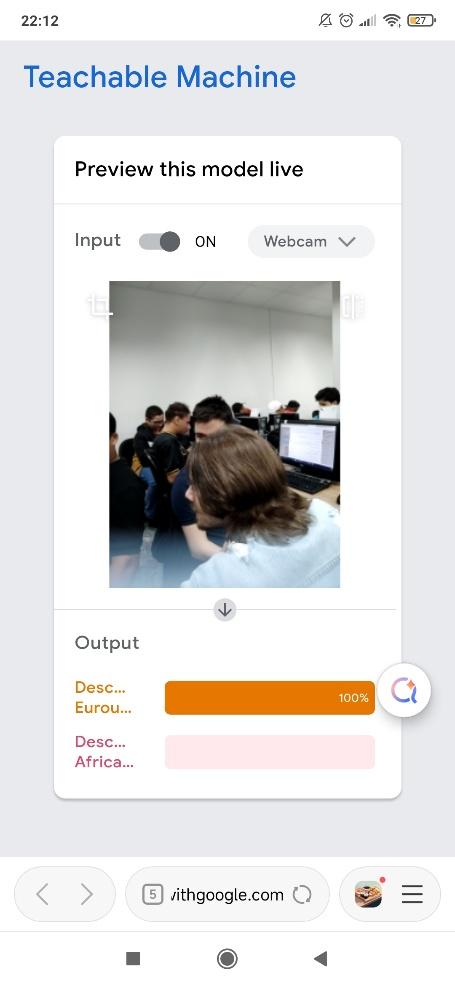 22:12
27
Teachable Machine
Preview this model live
Input ON Webcam
Output
Desc...
Eurou...
100%
Desc...
Africa...
5 withgoogle.com